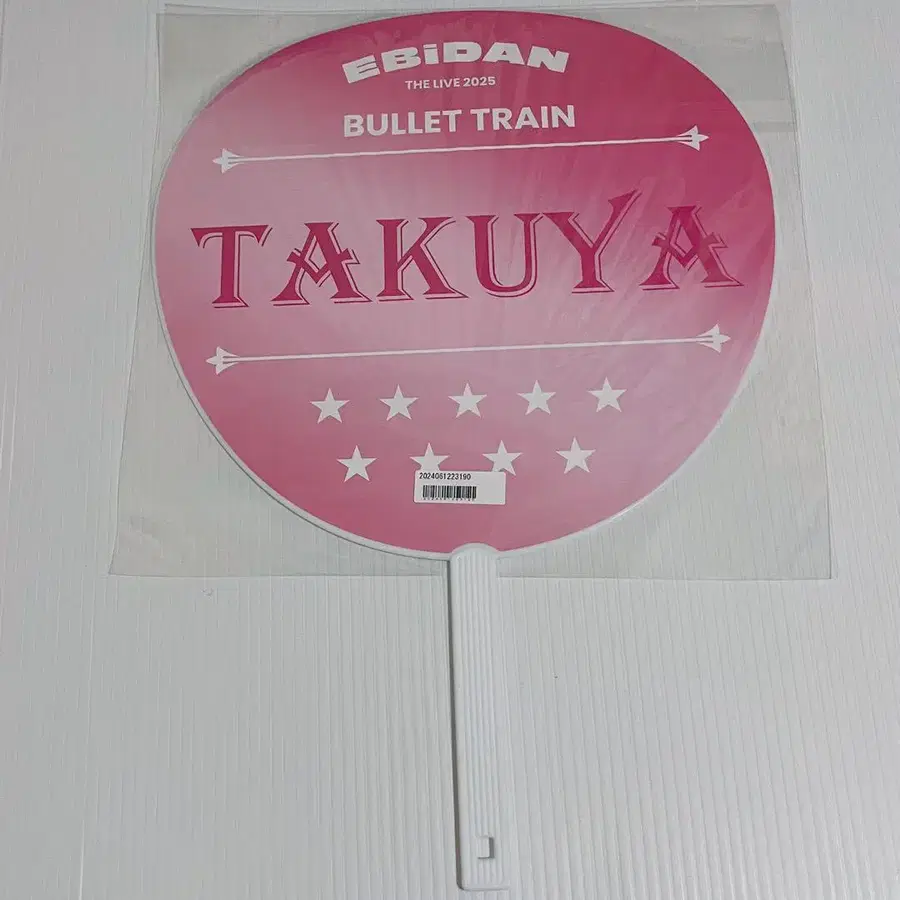 EBiDAN
THE LIVE 2025
BULLET TRAIN
TAKUYA
2024061223190